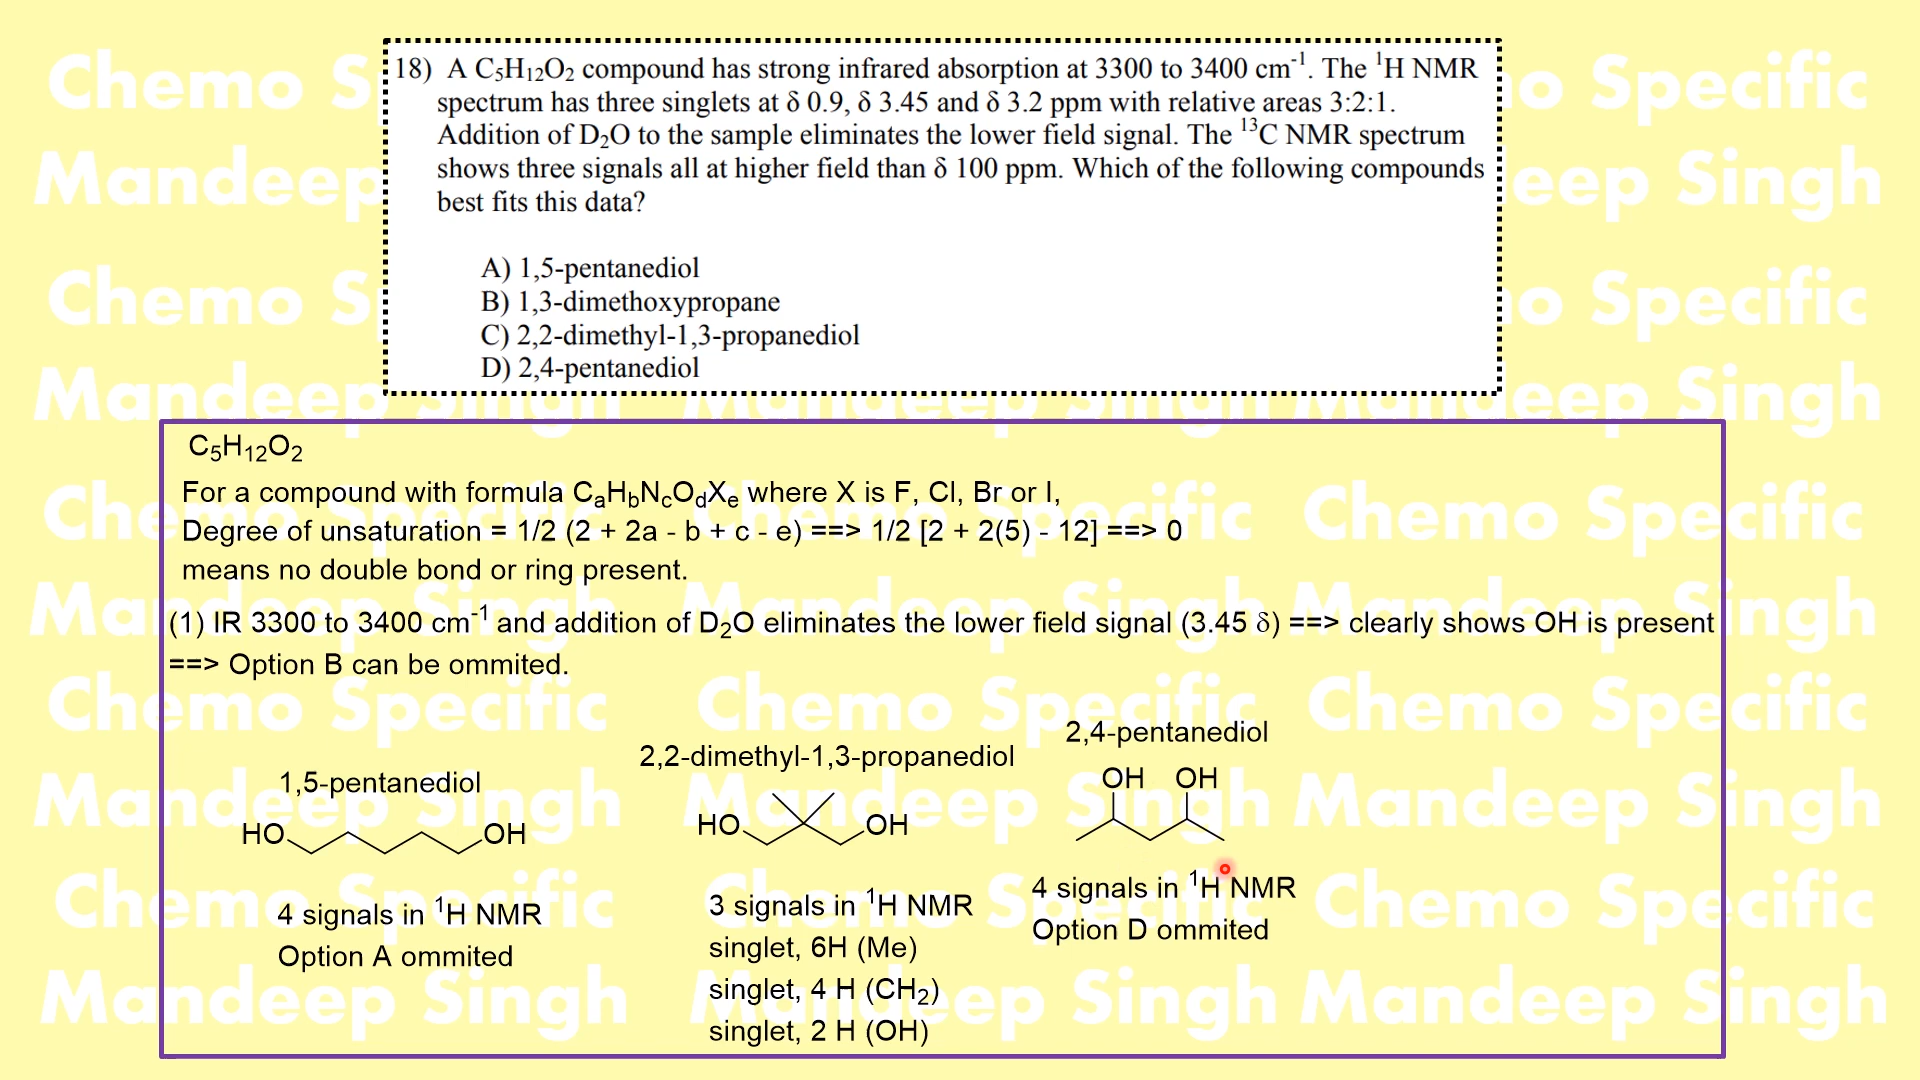 18) A C₅H₁₂O₂ compound has strong infrared absorption at 3300 to 3400 cm⁻¹. The ¹H NMR
spectrum has three singlets at δ 0.9, δ 3.45 and δ 3.2 ppm with relative areas 3:2:1.
Addition of D₂O to the sample eliminates the lower field signal. The ¹³C NMR spectrum
shows three signals all at higher field than δ 100 ppm. Which of the following compounds
best fits this data?
A) 1,5-pentanediol
B) 1,3-dimethoxypropane
C) 2,2-dimethyl-1,3-propanediol
D) 2,4-pentanediol
C₅H₁₂O₂
For a compound with formula CₐH_bN_cO_dXₑ where X is F, Cl, Br or I,
Degree of unsaturation = 1/2 (2 + 2a - b + c - e) ==> 1/2 [2 + 2(5) - 12] ==> 0
means no double bond or ring present.
(1) IR 3300 to 3400 cm⁻¹ and addition of D₂O eliminates the lower field signal (3.45 δ) ==> clearly shows OH is present
==> Option B can be ommited.
1,5-pentanediol
HO OH
4 signals in ¹H NMR
Option A ommited
2,2-dimethyl-1,3-propanediol
HO OH
3 signals in ¹H NMR
singlet, 6H (Me)
singlet, 4 H (CH₂)
singlet, 2 H (OH)
2,4-pentanediol
OH OH
4 signals in ¹H NMR
Option D ommited
Chemo Specific
Mandeep Singh